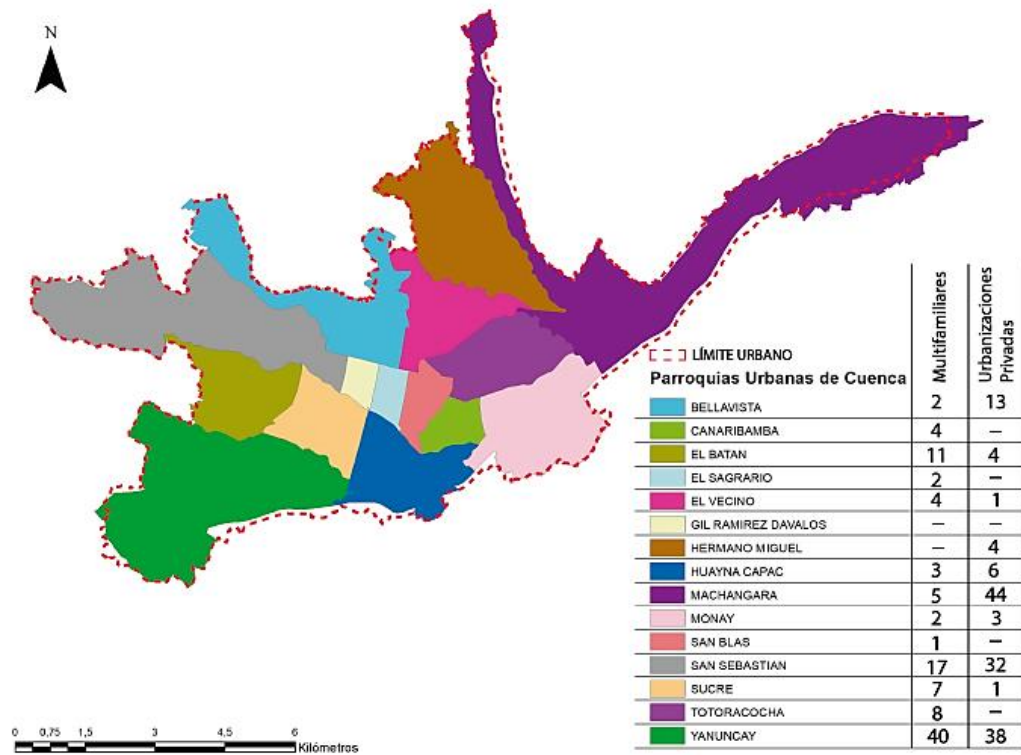 N
Multifamiliares
Urbanizaciones
Privadas
LÍMITE URBANO
Parroquias Urbanas de Cuenca
BELLAVISTA 2 13
CANARIBAMBA 4 –
EL BATAN 11 4
EL SAGRARIO 2 –
EL VECINO 4 1
GIL RAMIREZ DAVALOS – –
HERMANO MIGUEL – 4
HUAYNA CAPAC 3 6
MACHANGARA 5 44
MONAY 2 3
SAN BLAS 1 –
SAN SEBASTIAN 17 32
SUCRE 7 1
TOTORACOCHA 8 –
YANUNCAY 40 38
0 0,75 1,5 3 4,5 6
Kilómetros